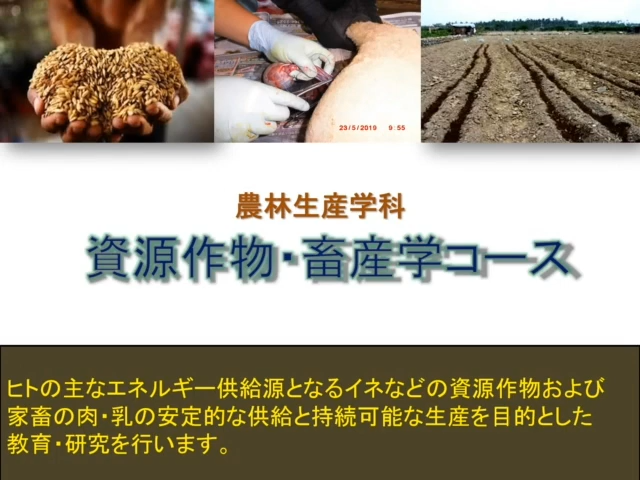 23/5/2019 9:55
農林生産学科
資源作物・畜産学コース
ヒトの主なエネルギー供給源となるイネなどの資源作物および
家畜の肉・乳の安定的な供給と持続可能な生産を目的とした
教育・研究を行います。